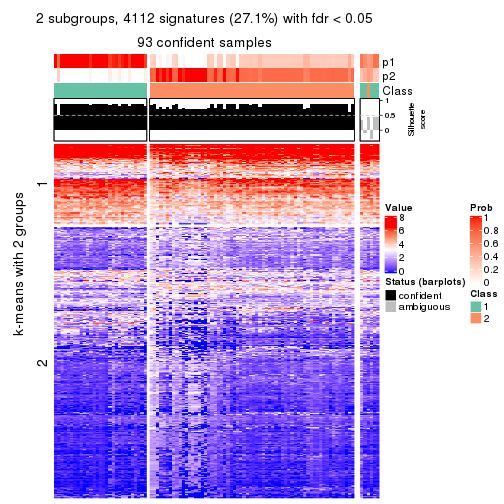 2 subgroups, 4112 signatures (27.1%) with fdr < 0.05
93 confident samples
p1
p2
Class
1
0.5
0
Silhouette
score
k-means with 2 groups
1
2
Value
8
6
4
2
0
Status (barplots)
confident
ambiguous
Prob
1
0.8
0.6
0.4
0.2
0
Class
1
2